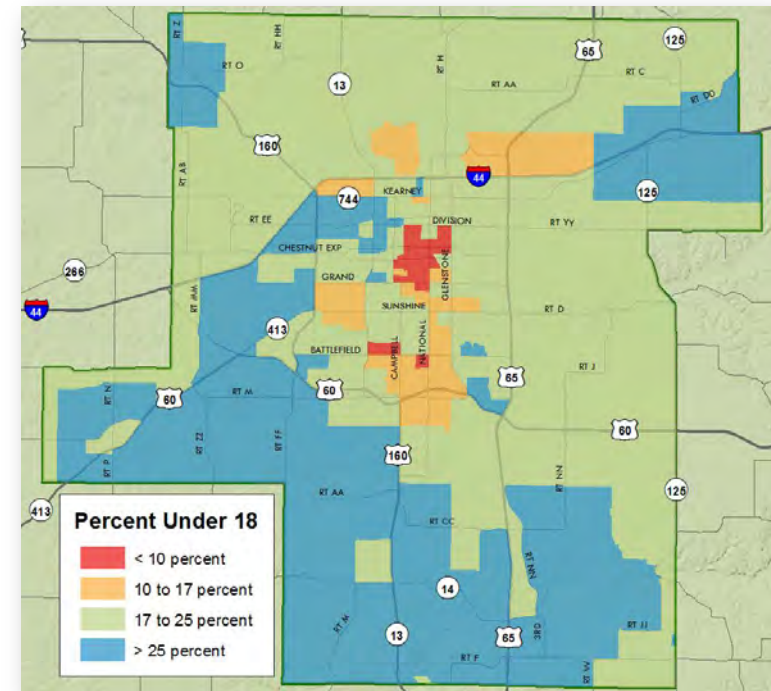 RT Z
RT HH
RT O
13
RT H
65
125
RT AA
RT C
RT DD
160
RT AB
44
744
KEARNEY
125
RT EE
DIVISION
RT YY
CHESTNUT EXP
266
GRAND
GLENSTONE
RT WW
SUNSHINE
RT D
44
413
BATTLEFIELD
CAMPBELL
NATIONAL
RT J
65
RT N
60
RT M
60
60
RT ZZ
RT FF
160
RT P
RT NN
413
RT AA
125
RT CC
Percent Under 18
< 10 percent
10 to 17 percent
17 to 25 percent
> 25 percent
RT NN
14
RT M
13
65
3RD
RT JJ
RT F
RT W